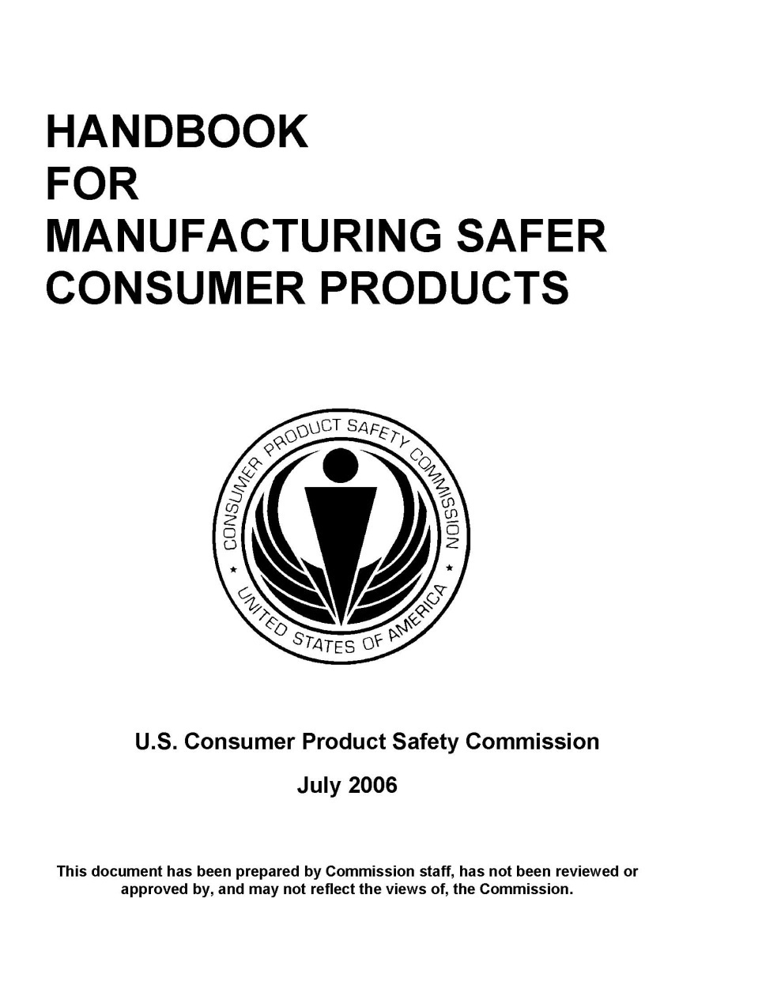 HANDBOOK
FOR
MANUFACTURING SAFER
CONSUMER PRODUCTS
CONSUMER PRODUCT SAFETY COMMISSION
UNITED STATES OF AMERICA
U.S. Consumer Product Safety Commission
July 2006
This document has been prepared by Commission staff, has not been reviewed or
approved by, and may not reflect the views of, the Commission.